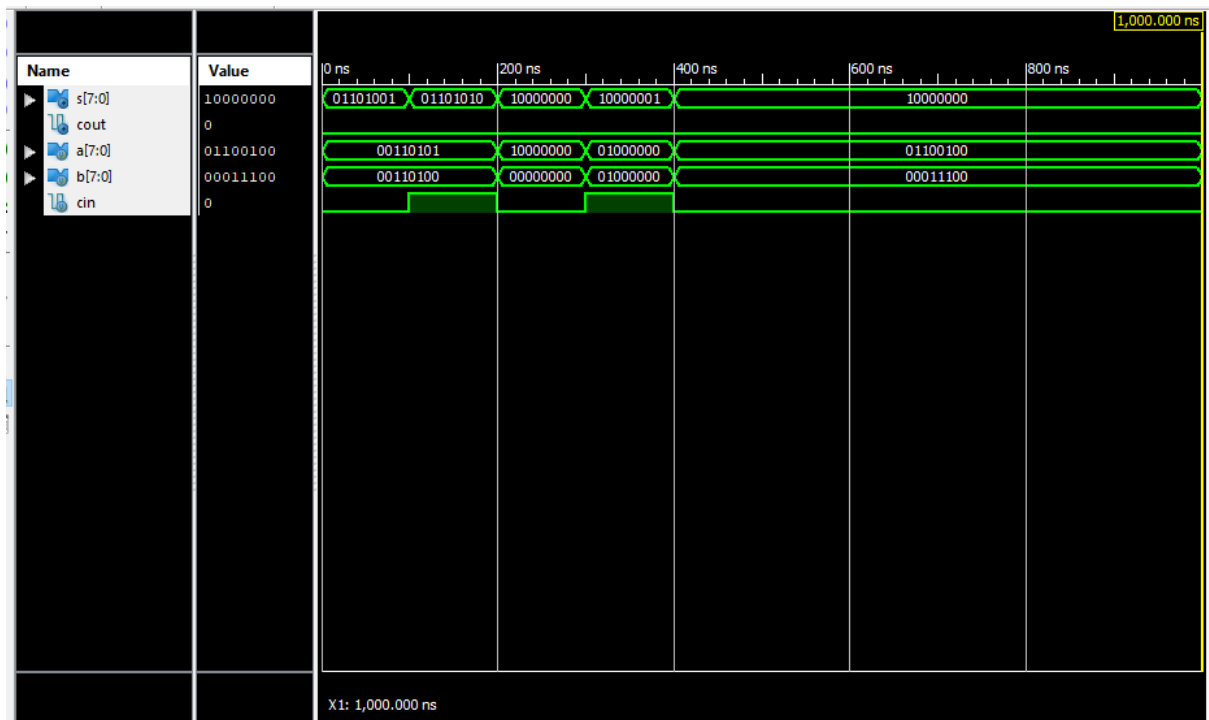 1,000.000 ns
Name Value 0 ns 200 ns 400 ns 600 ns 800 ns
s[7:0] 10000000 01101001 01101010 10000000 10000001 10000000
cout 0
a[7:0] 01100100 00110101 10000000 01000000 01100100
b[7:0] 00011100 00110100 00000000 01000000 00011100
cin 0
X1: 1,000.000 ns